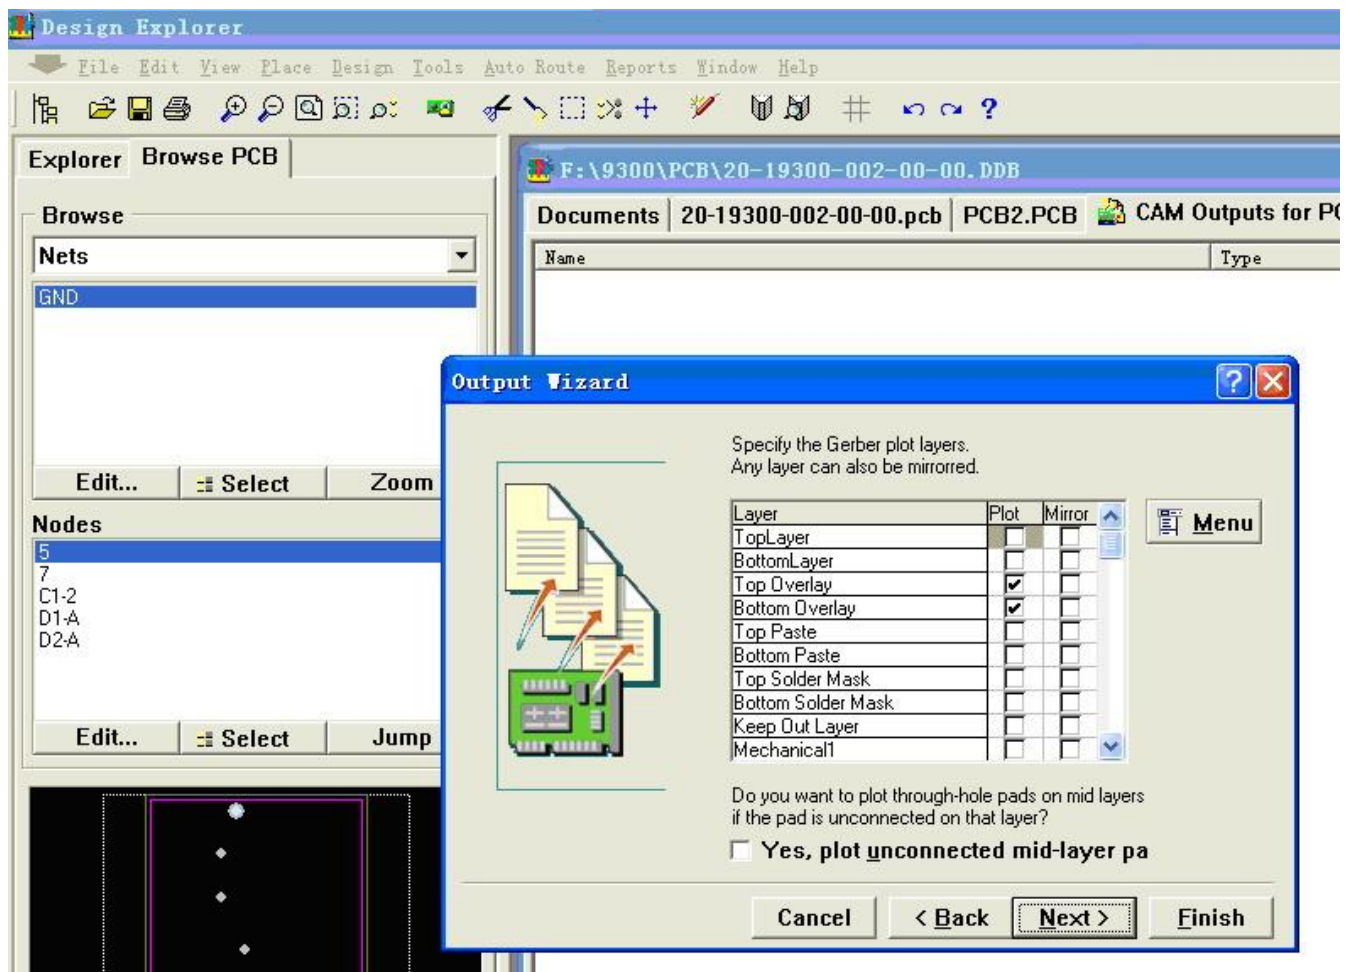 Design Explorer
File Edit View Place Design Tools Auto Route Reports Window Help
Explorer Browse PCB
F:\9300\PCB\20-19300-002-00-00.DDB
Browse
Documents 20-19300-002-00-00.pcb PCB2.PCB CAM Outputs for PC
Nets
Name Type
GND
Output Wizard
Specify the Gerber plot layers.
Any layer can also be mirrorred.
Edit... Select Zoom
Layer Plot Mirror
Menu
TopLayer
BottomLayer
Top Overlay
Bottom Overlay
Top Paste
Bottom Paste
Top Solder Mask
Bottom Solder Mask
Keep Out Layer
Mechanical1
Nodes
5
7
C1-2
D1-A
D2-A
Edit... Select Jump
Do you want to plot through-hole pads on mid layers
if the pad is unconnected on that layer?
Yes, plot unconnected mid-layer pa
Cancel < Back Next > Finish